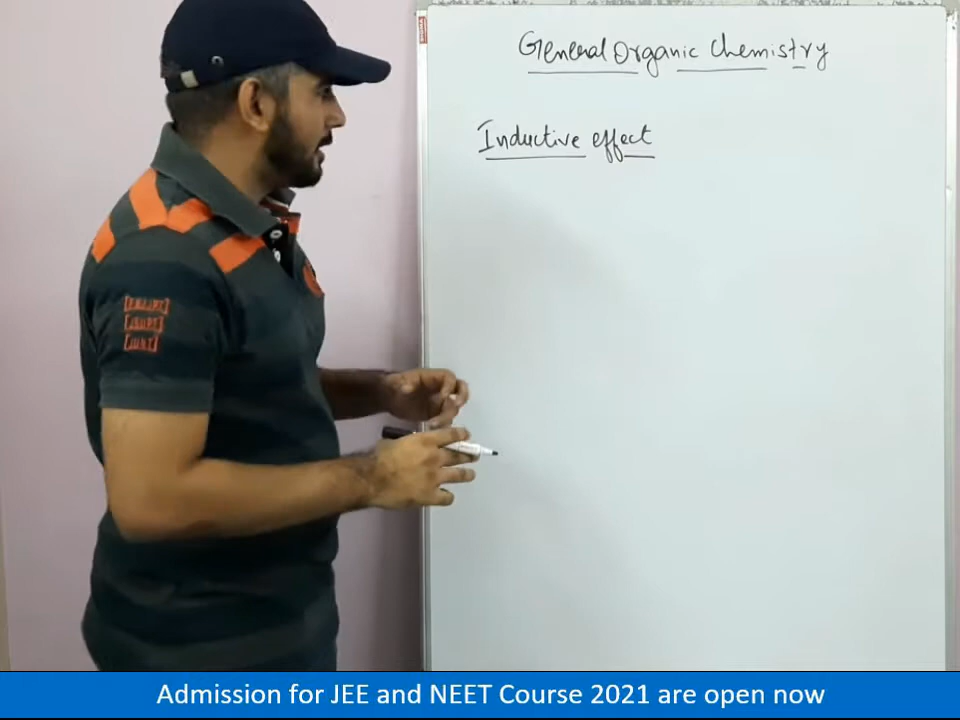 General Organic Chemistry
Inductive effect
Admission for JEE and NEET Course 2021 are open now